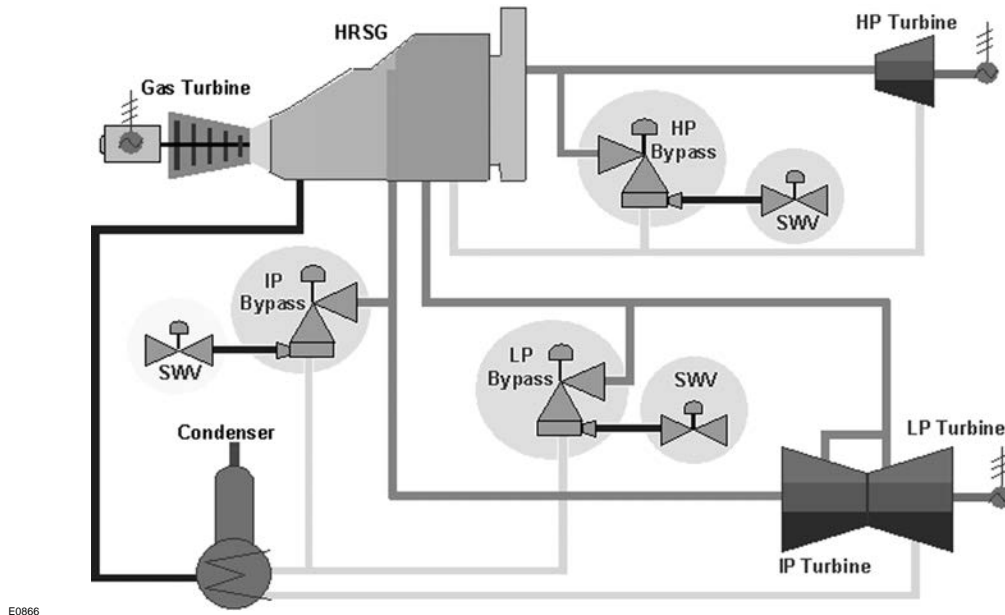 HRSG
HP Turbine
Gas Turbine
HP
Bypass
SWV
IP
Bypass
SWV
LP
Bypass
SWV
Condenser
LP Turbine
IP Turbine
E0866